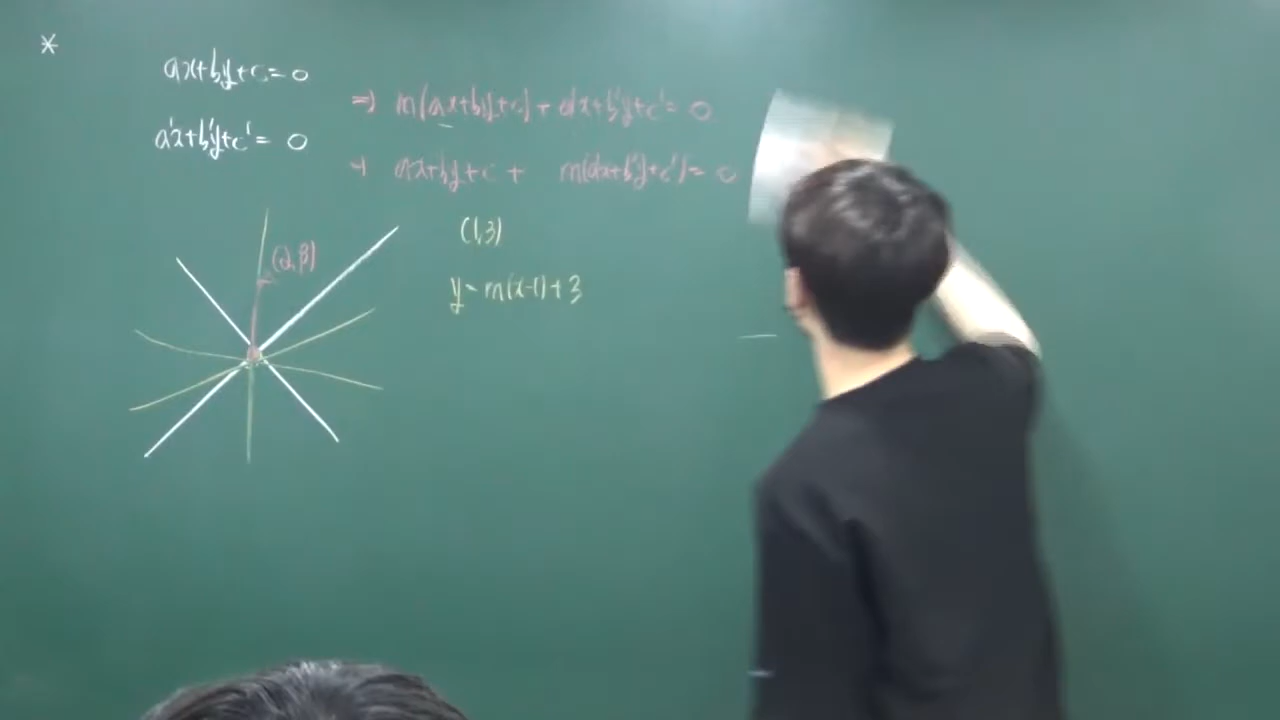 *
ax+by+c=0
a'x+b'y+c'=0
⇒ m(ax+by+c)+a'x+b'y+c'=0
→ ax+by+c + m(a'x+b'y+c')=0
(α,β)
(1,3)
y=m(x-1)+3